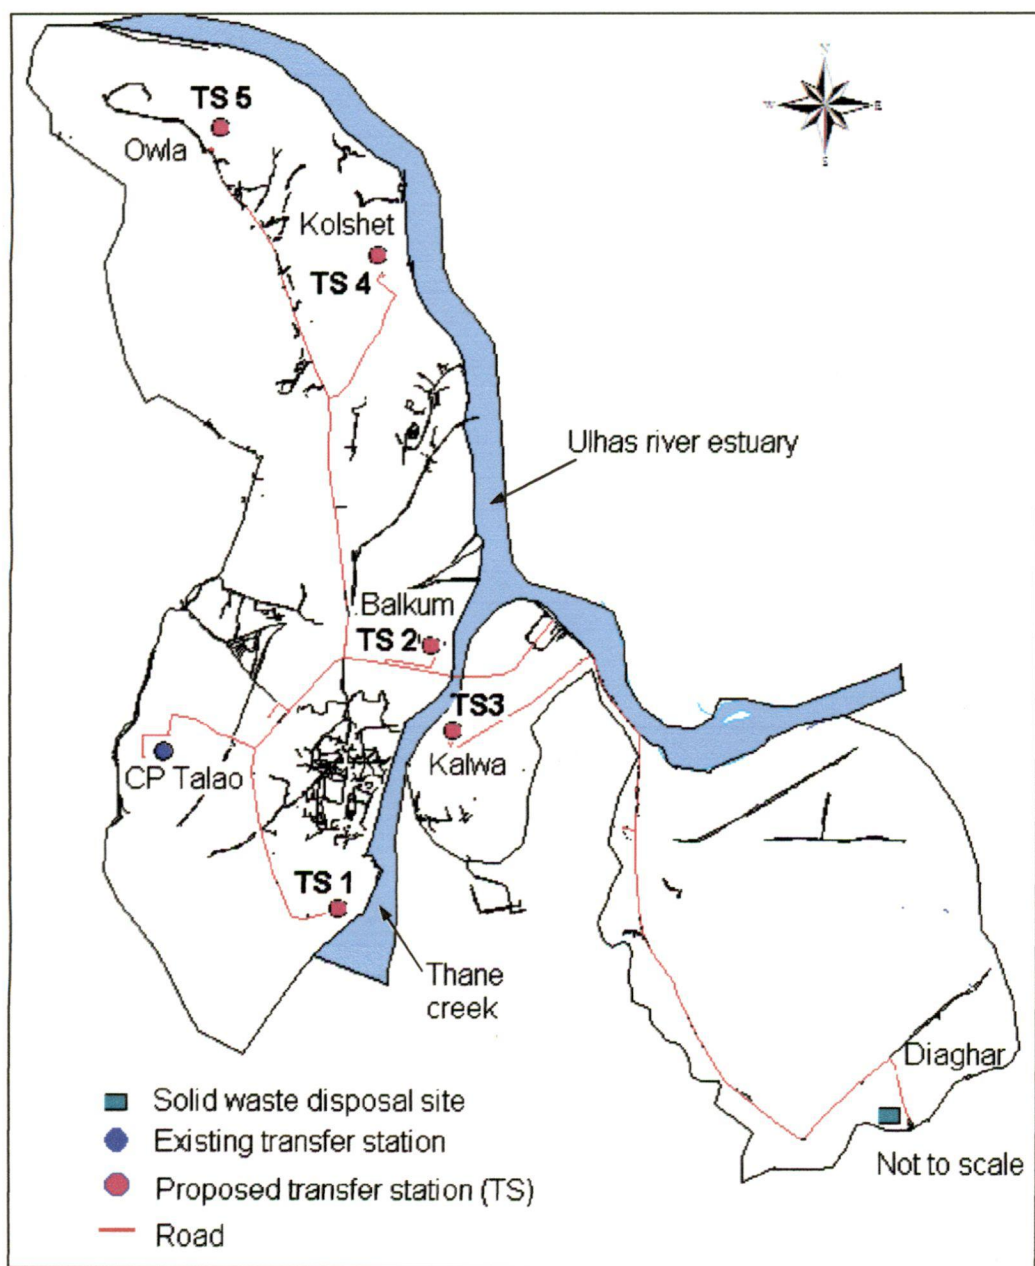 N
W
E
S
TS 5
Owla
Kolshet
TS 4
Ulhas river estuary
Balkum
TS 2
TS3
Kalwa
CP Talao
TS 1
Thane
creek
Diaghar
Solid waste disposal site
Existing transfer station
Proposed transfer station (TS)
Road
Not to scale